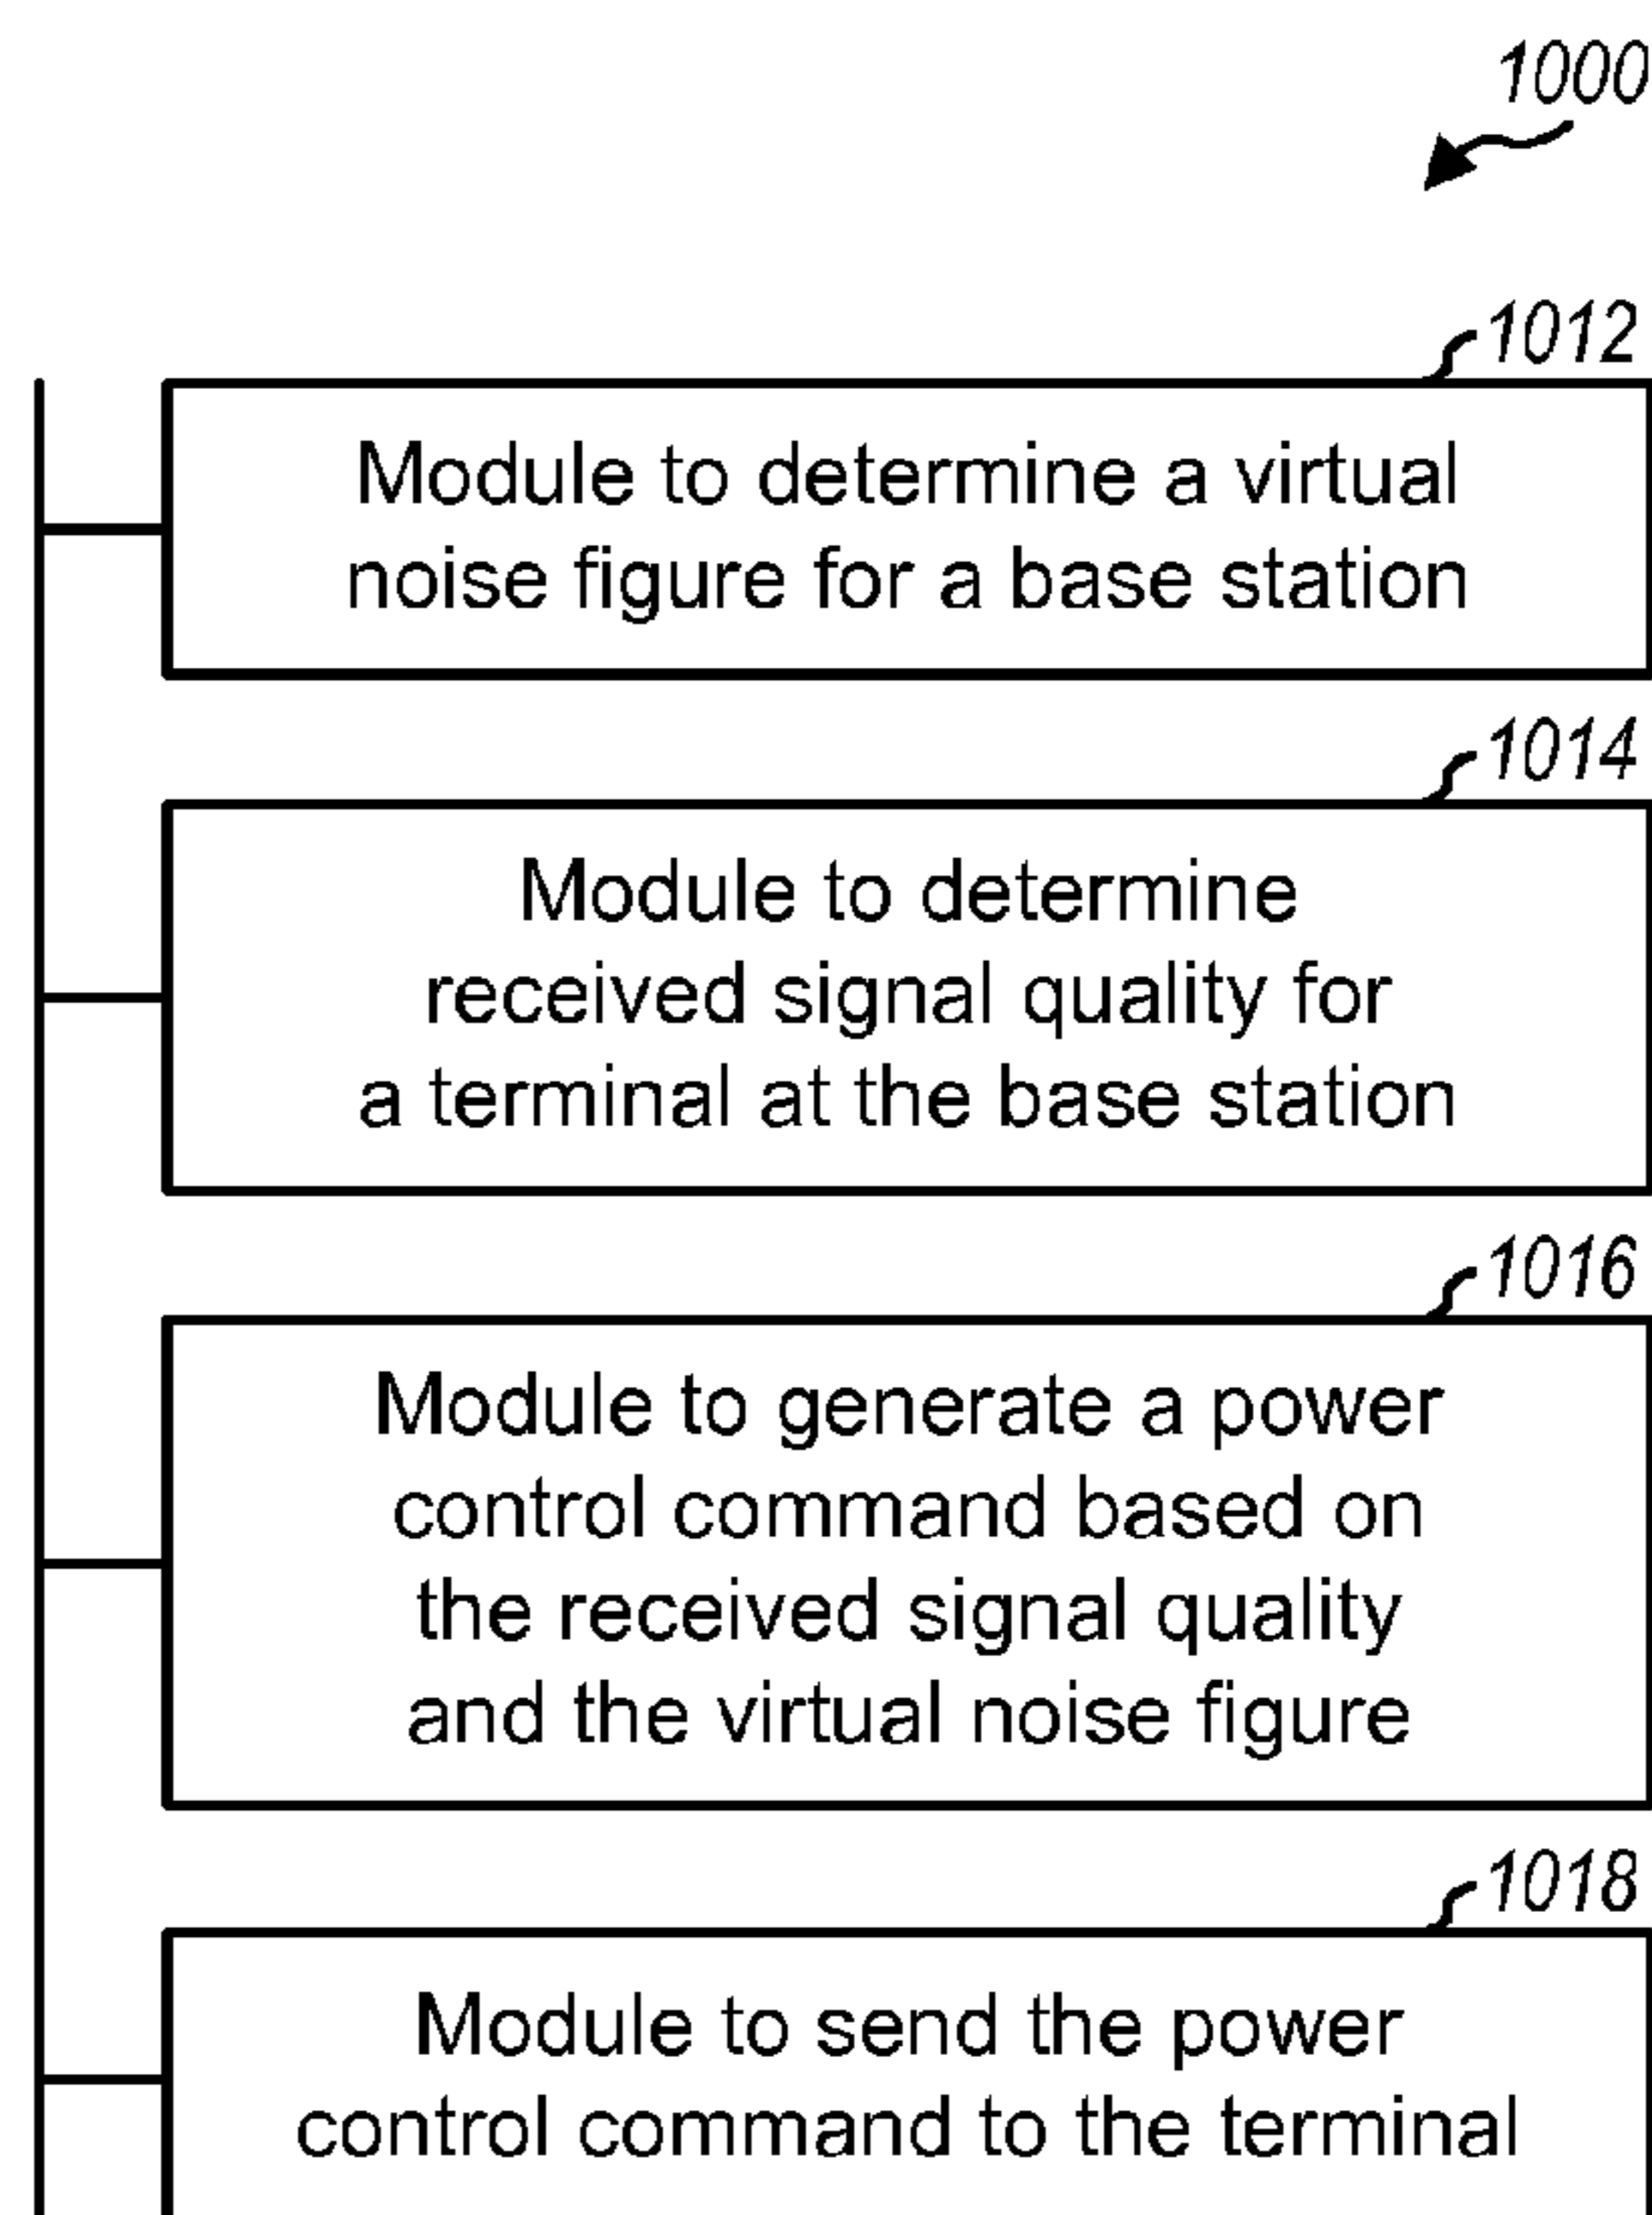 1000
1012
Module to determine a virtual
noise figure for a base station
1014
Module to determine
received signal quality for
a terminal at the base station
1016
Module to generate a power
control command based on
the received signal quality
and the virtual noise figure
1018
Module to send the power
control command to the terminal